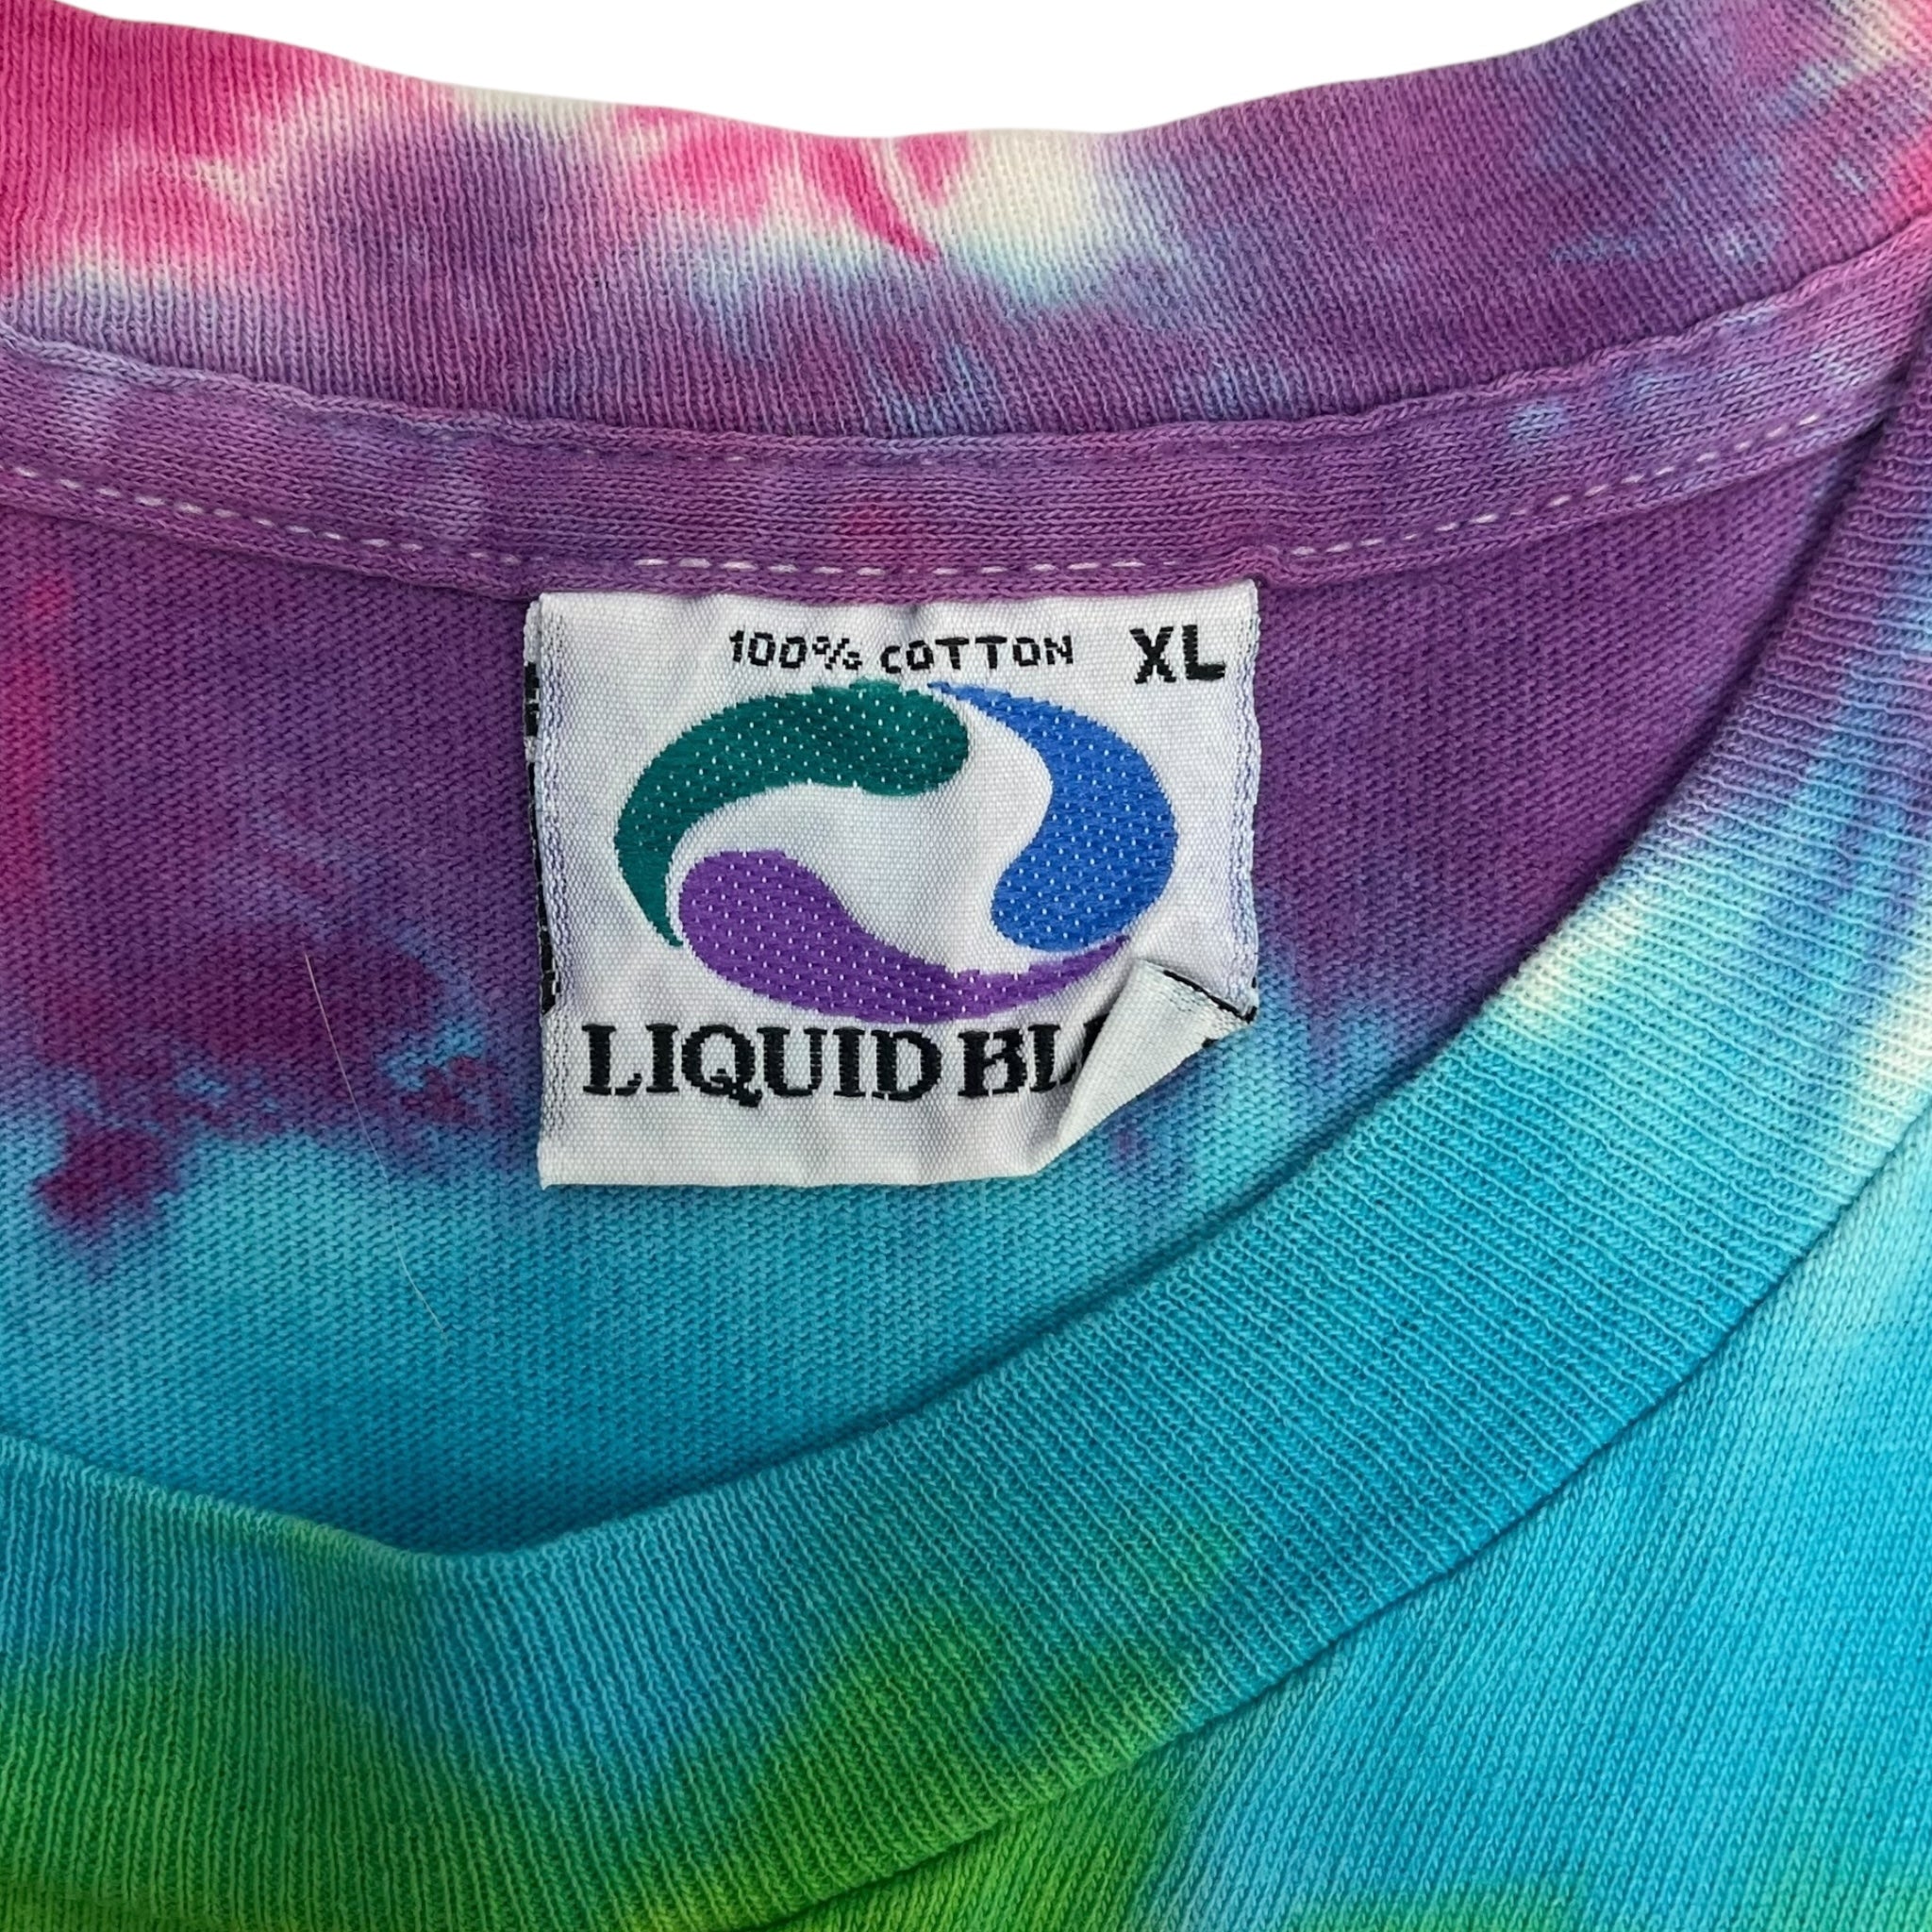 100% COTTON XL
LIQUID BL